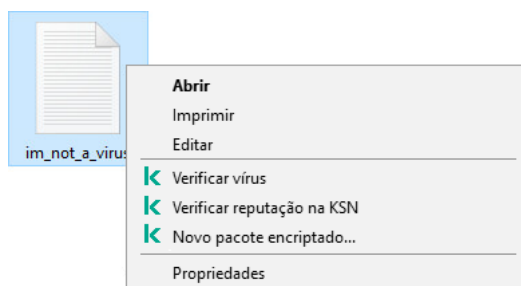 im_not_a_virus
Abrir
Imprimir
Editar
Verificar vírus
Verificar reputação na KSN
Novo pacote encriptado...
Propriedades